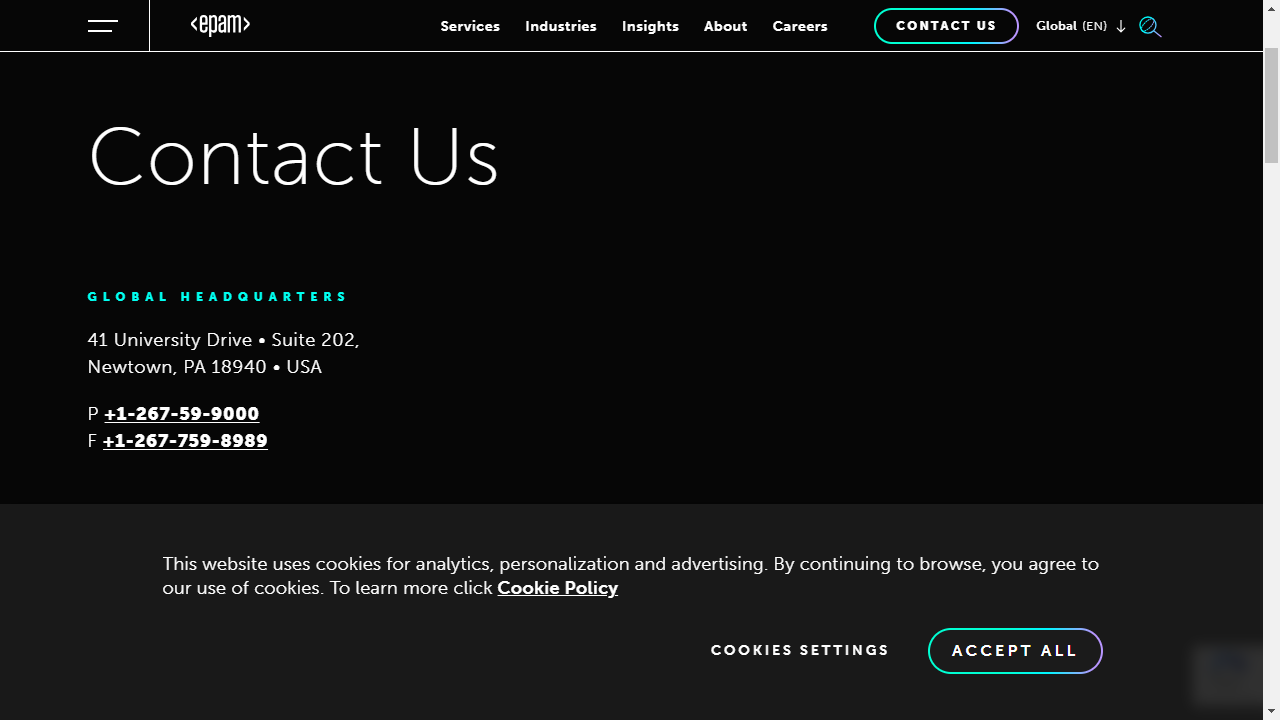 <epam>
Services
Industries
Insights
About
Careers
CONTACT US
Global (EN) ↓
Contact Us
GLOBAL HEADQUARTERS
41 University Drive • Suite 202,
Newtown, PA 18940 • USA
P +1-267-59-9000
F +1-267-759-8989
This website uses cookies for analytics, personalization and advertising. By continuing to browse, you agree to
our use of cookies. To learn more click Cookie Policy
COOKIES SETTINGS
ACCEPT ALL